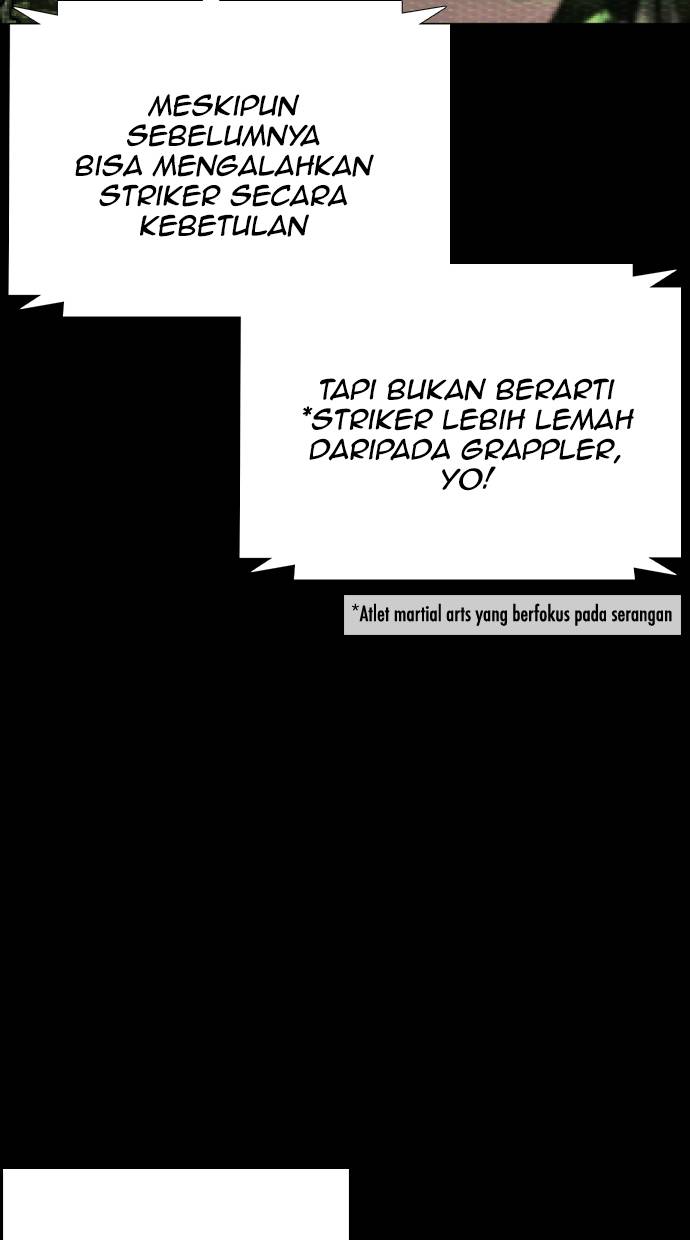 MESKIPUN
SEBELUMNYA
BISA MENGALAHKAN
STRIKER SECARA
KEBETULAN
TAPI BUKAN BERARTI
*STRIKER LEBIH LEMAH
DARIPADA GRAPPLER,
YO!
*Atlet martial arts yang berfokus pada serangan